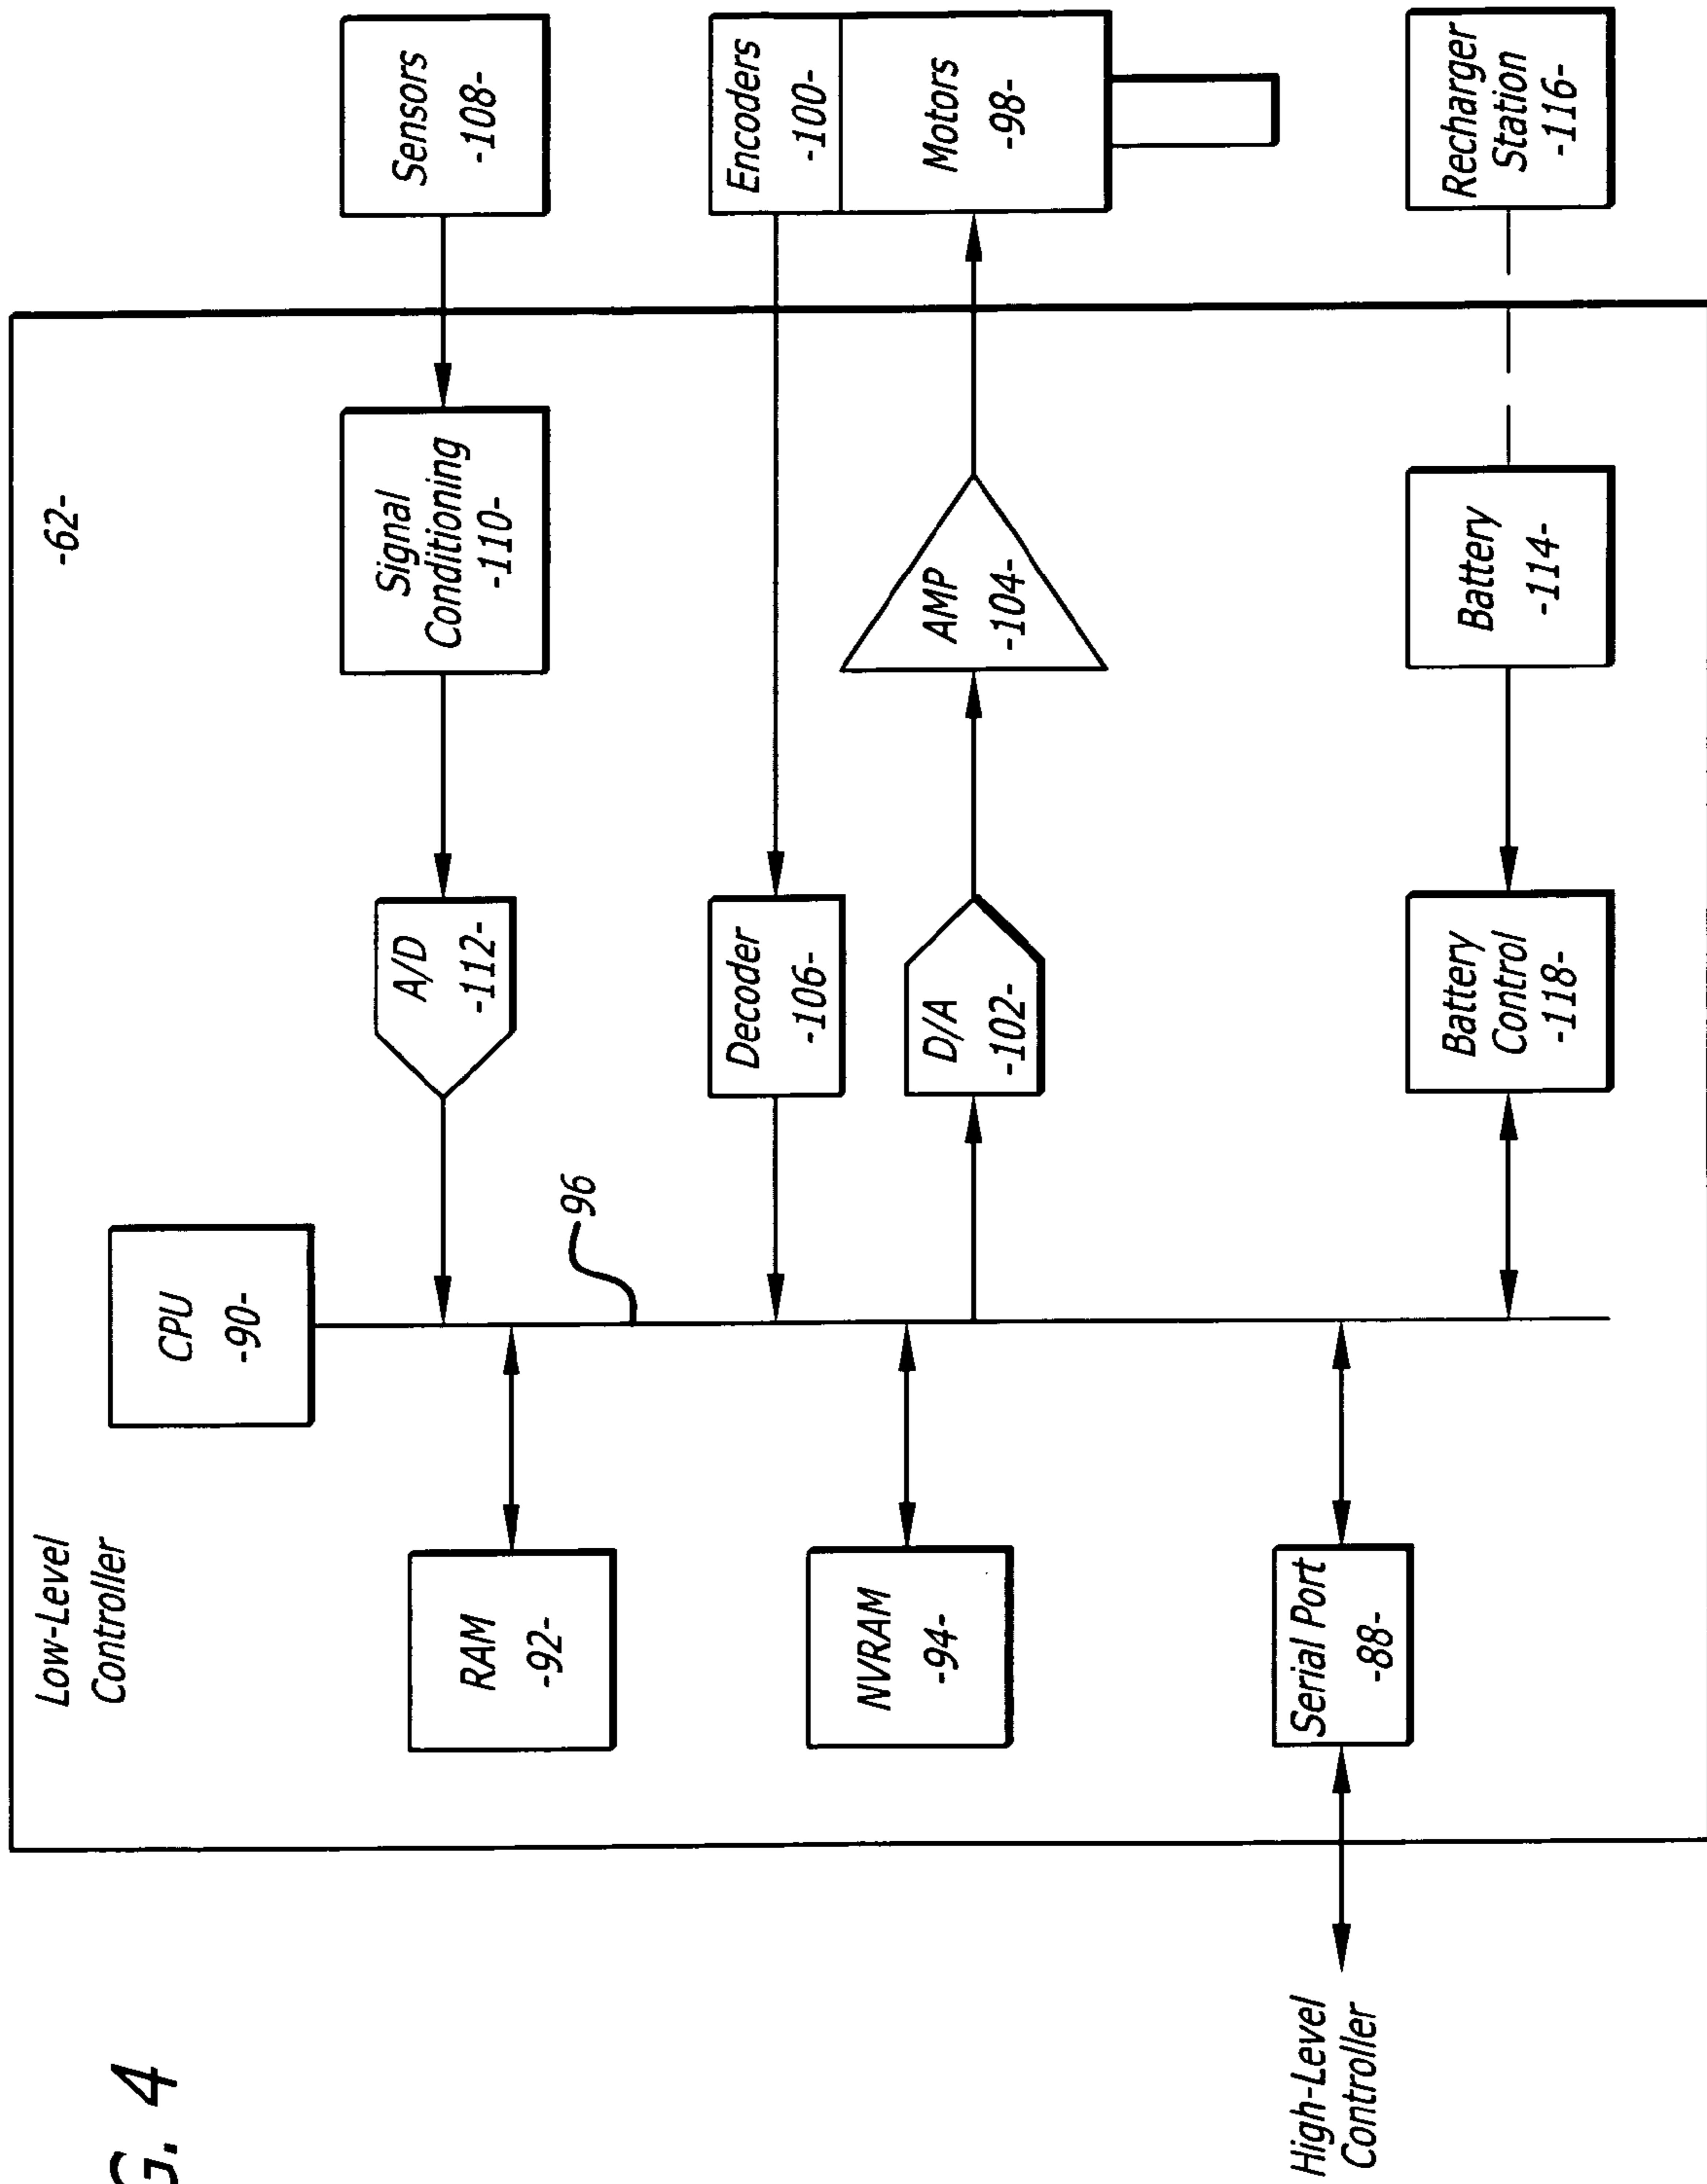 G. 4
Low-Level
Controller
-62-
CPU
-90-
RAM
-92-
NVRAM
-94-
Serial Port
-88-
High-Level
Controller
96
A/D
-112-
Signal
Conditioning
-110-
Sensors
-108-
Decoder
-106-
Encoders
-100-
D/A
-102-
AMP
-104-
Motors
-98-
Battery
Control
-118-
Battery
-114-
Recharger
Station
-116-